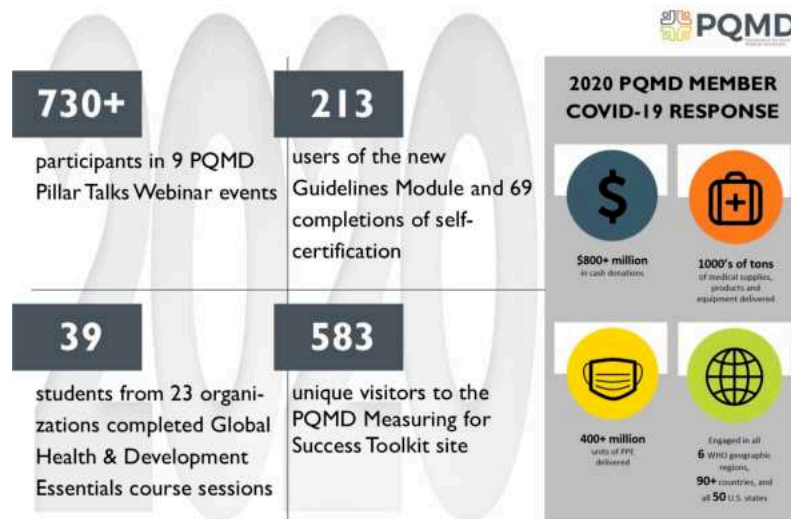 PQMD
2020
730+
participants in 9 PQMD
Pillar Talks Webinar events
213
users of the new
Guidelines Module and 69
completions of self-
certification
39
students from 23 organi-
zations completed Global
Health & Development
Essentials course sessions
583
unique visitors to the
PQMD Measuring for
Success Toolkit site
2020 PQMD MEMBER
COVID-19 RESPONSE
$
$800+ million
in cash donations
1000's of tons
of medical supplies,
products and
equipment delivered
400+ million
units of PPE
delivered
Engaged in all
6 WHO geographic
regions,
90+ countries, and
all 50 U.S. states